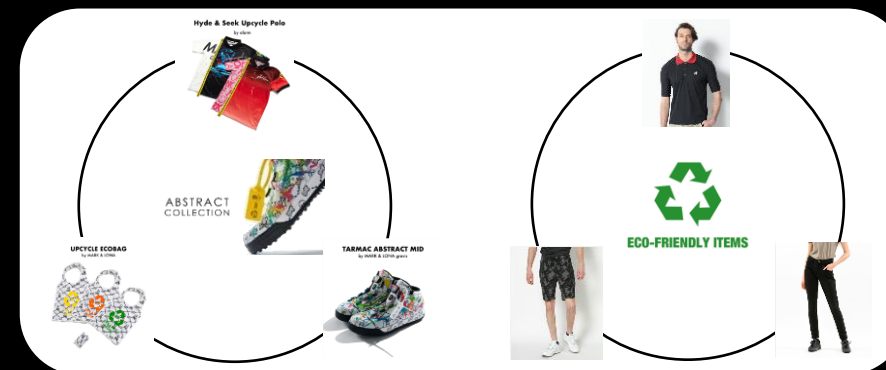 Hyde & Seek Upcycle Polo
ABSTRACT
COLLECTION
UPCYCLE ECOBAG
by MARK & LONA
TARMAC ABSTRACT MID
by MARK & LONA grens
ECO-FRIENDLY ITEMS